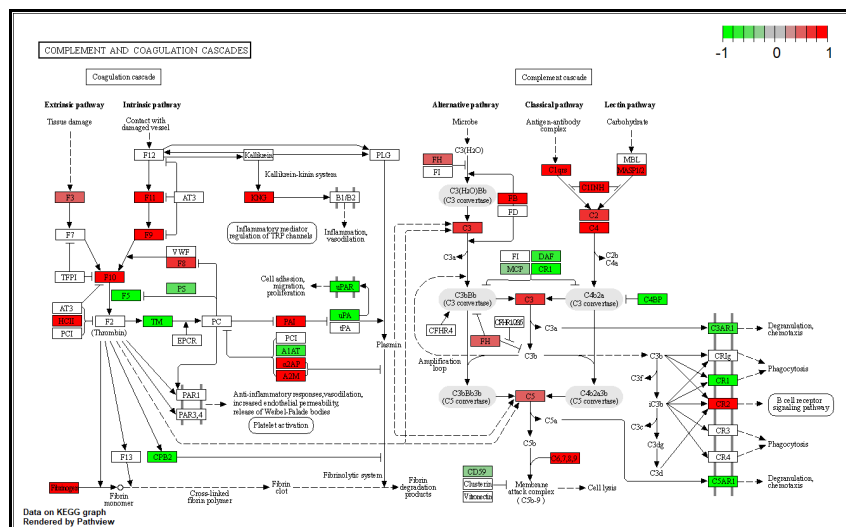 COMPLEMENT AND COAGULATION CASCADES
-1 0 1
Coagulation cascade
Complement cascade
Extrinsic pathway
Intrinsic pathway
Alternative pathway
Classical pathway
Lectin pathway
Tissue damage
Contact with
damaged vessel
Microbe
Antigen-antibody
complex
Carbohydrate
F12
Kallikrein
PLG
C3(H2O)
FH
FI
MBL
C1qrs
MASP1/2
C1INH
Kallikrein-kinin system
F3
F11
AT3
KNG
B1/B2
C3(H2O)Bb
(C3 convertase)
FB
FD
C2
C4
F7
F9
Inflammatory mediator
regulation of TRP channels
Inflammation,
vasodilation
C3
VWF
F8
TFPI
F10
C3a
FI
DAF
MCP
CR1
C2b
C4a
Cell adhesion,
migration,
proliferation
uPAR
F5
PS
C3bBb
(C3 convertase)
C3
C4b2a
(C3 convertase)
C4BP
AT3
HCII
PCI
F2
(Thrombin)
TM
PC
PAI
uPA
tPA
EPCR
CFHR4
C3a
C3AR1
Degranulation,
chemotaxis
PCI
A1AT
α2AP
A2M
Plasmin
FH
C3b
Amplification
loop
C3b
CRIg
Phagocytosis
C3f
CR1
PAR1
PAR3,4
Anti-inflammatory responses, vasodilation,
increased endothelial permeability,
release of Weibel-Palade bodies
Platelet activation
C3bBb3b
(C5 convertase)
C5
C4b2a3b
(C5 convertase)
iC3b
CR2
B cell receptor
signaling pathway
C5a
C3c
CR3
Phagocytosis
C5b
C3dg
F13
CPB2
C6,7,8,9
CR4
CD59
C3d
Fibrinolytic system
Clusterin
Vitronectin
C5AR1
Degranulation,
chemotaxis
Fibrin
monomer
Cross-linked
fibrin polymer
Fibrin
clot
Fibrin
degradation
products
Membrane
attack complex
(C5b-9)
Cell lysis
Data on KEGG graph
Rendered by Pathview